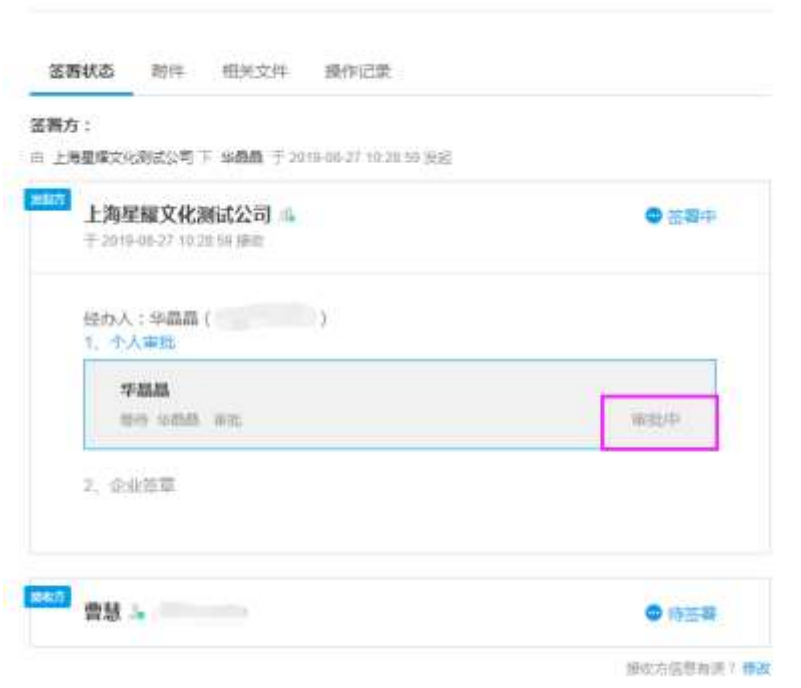 签署状态 附件 相关文件 操作记录
签署方：
由 上海星耀文化测试公司 下 华晶晶 于 2019-08-27 10:28:59 发起
发起方
上海星耀文化测试公司
签署中
于 2019-08-27 10:28:59 接收
经办人：华晶晶 ( )
1、个人审批
华晶晶
等待 华晶晶 审批
审批中
2、企业签章
接收方
曹慧
待签署
接收方信息有误？修改